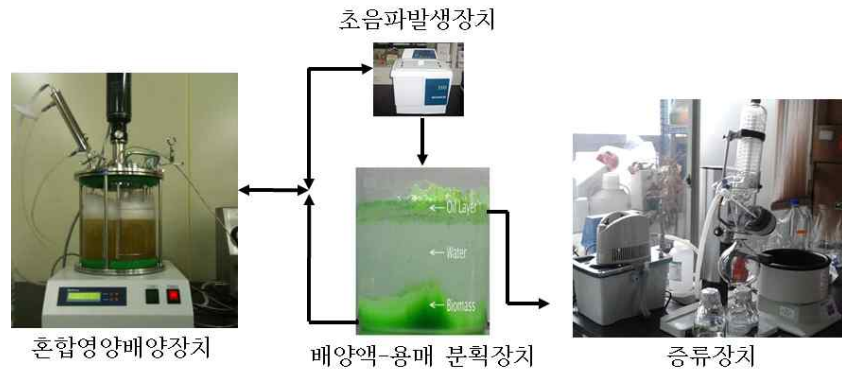 초음파발생장치
← Oil Layer
← Water
← Biomass
혼합영양배양장치
배양액-용매 분획장치
증류장치